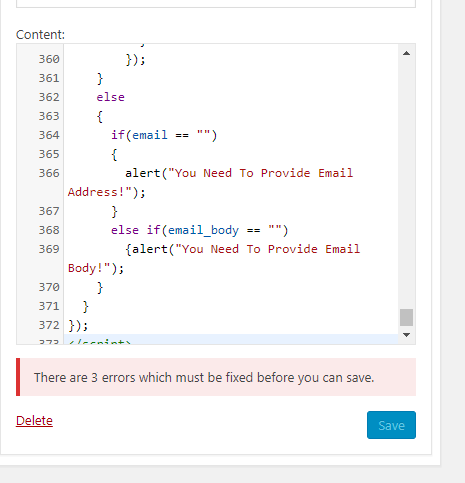 Content:
360 });
361 }
362 else
363 {
364 if(email == "")
365 {
366 alert("You Need To Provide Email
Address!");
367 }
368 else if(email_body == "")
369 {alert("You Need To Provide Email
Body!");
370 }
371 }
372 });
373 </script>
There are 3 errors which must be fixed before you can save.
Delete
Save